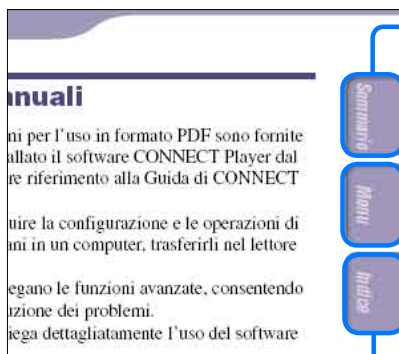 anuali
ni per l'uso in formato PDF sono fornite
allato il software CONNECT Player dal
re riferimento alla Guida di CONNECT
uire la configurazione e le operazioni di
ani in un computer, trasferirli nel lettore
egano le funzioni avanzate, consentendo
uzione dei problemi.
iega dettagliatamente l'uso del software
Sommario
Menu
Indice